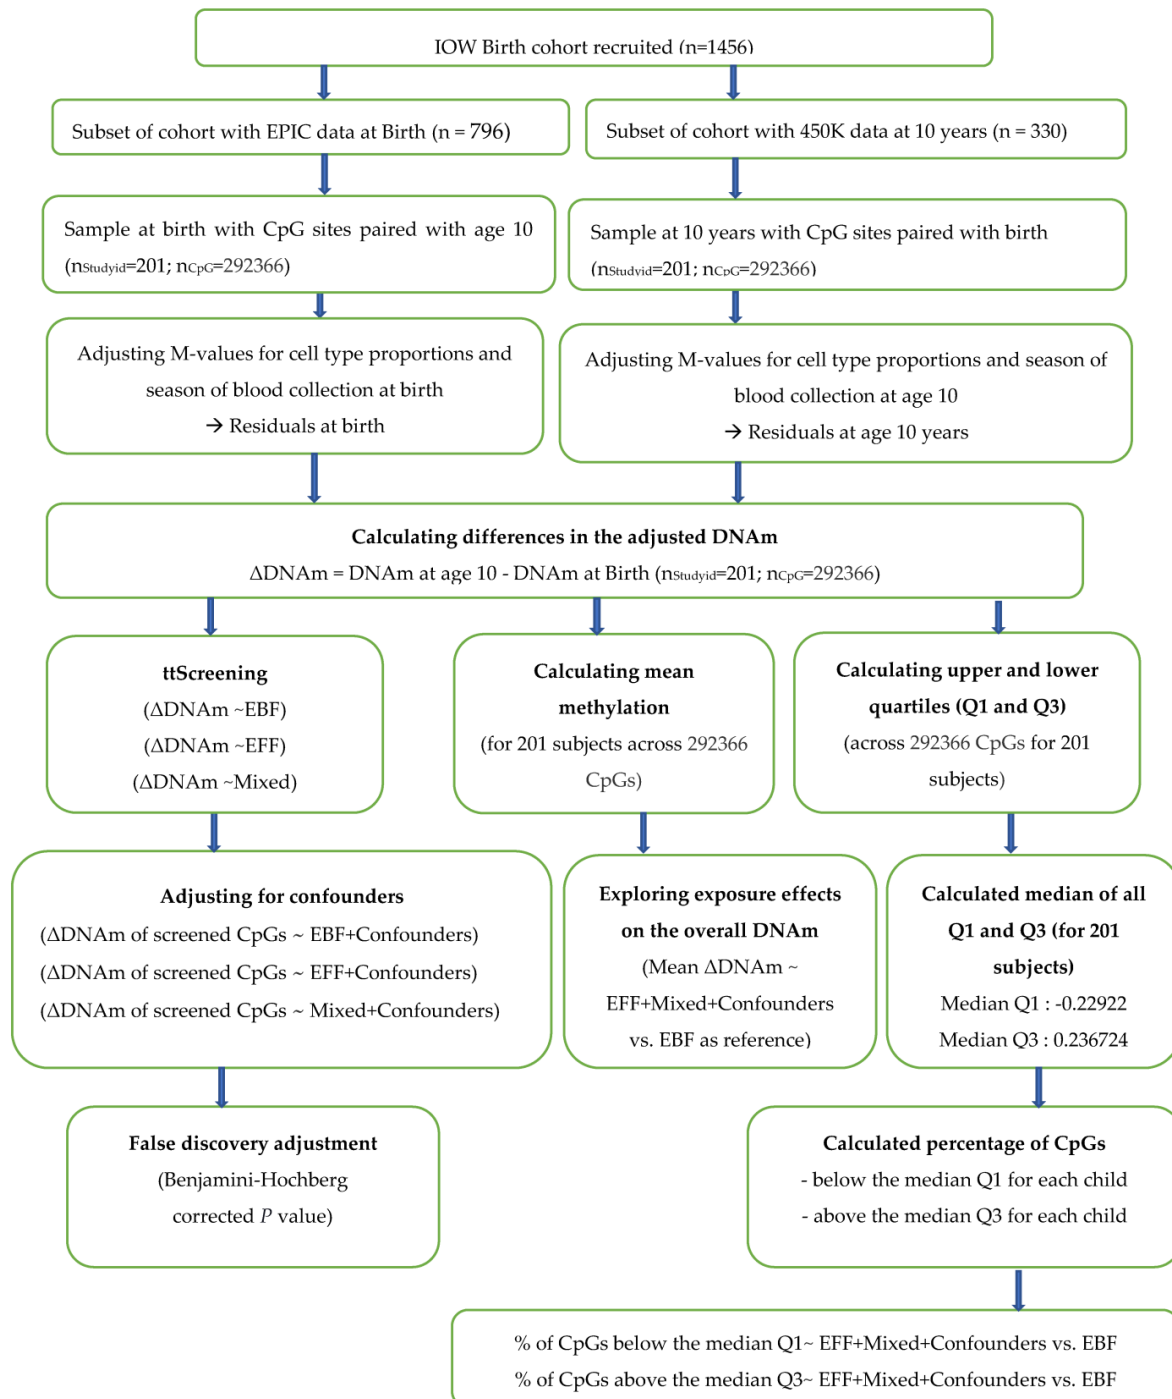 IOW Birth cohort recruited (n=1456)
Subset of cohort with EPIC data at Birth (n = 796)
Subset of cohort with 450K data at 10 years (n = 330)
Sample at birth with CpG sites paired with age 10
(nStudyid=201; nCpG=292366)
Sample at 10 years with CpG sites paired with birth
(nStudyid=201; nCpG=292366)
Adjusting M-values for cell type proportions and
season of blood collection at birth
→ Residuals at birth
Adjusting M-values for cell type proportions and season of
blood collection at age 10
→ Residuals at age 10 years
Calculating differences in the adjusted DNAm
ΔDNAm = DNAm at age 10 - DNAm at Birth (nStudyid=201; nCpG=292366)
ttScreening
(ΔDNAm ~EBF)
(ΔDNAm ~EFF)
(ΔDNAm ~Mixed)
Calculating mean
methylation
(for 201 subjects across 292366
CpGs)
Calculating upper and lower
quartiles (Q1 and Q3)
(across 292366 CpGs for 201
subjects)
Adjusting for confounders
(ΔDNAm of screened CpGs ~ EBF+Confounders)
(ΔDNAm of screened CpGs ~ EFF+Confounders)
(ΔDNAm of screened CpGs ~ Mixed+Confounders)
Exploring exposure effects
on the overall DNAm
(Mean ΔDNAm ~
EFF+Mixed+Confounders
vs. EBF as reference)
Calculated median of all
Q1 and Q3 (for 201
subjects)
Median Q1 : -0.22922
Median Q3 : 0.236724
False discovery adjustment
(Benjamini-Hochberg
corrected P value)
Calculated percentage of CpGs
- below the median Q1 for each child
- above the median Q3 for each child
% of CpGs below the median Q1~ EFF+Mixed+Confounders vs. EBF
% of CpGs above the median Q3~ EFF+Mixed+Confounders vs. EBF